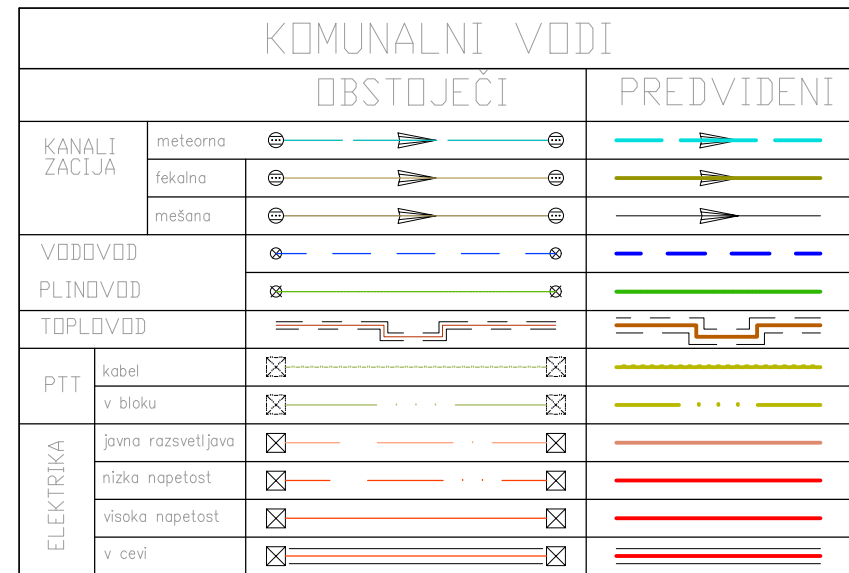 KOMUNALNI VODI
OBSTOJEČI
PREDVIDENI
KANALI
ZACIJA
meteorna
fekalna
mešana
VODOVOD
PLINOVOD
TOPLOVOD
PTT
kabel
v bloku
ELEKTRIKA
javna razsvetljava
nizka napetost
visoka napetost
v cevi